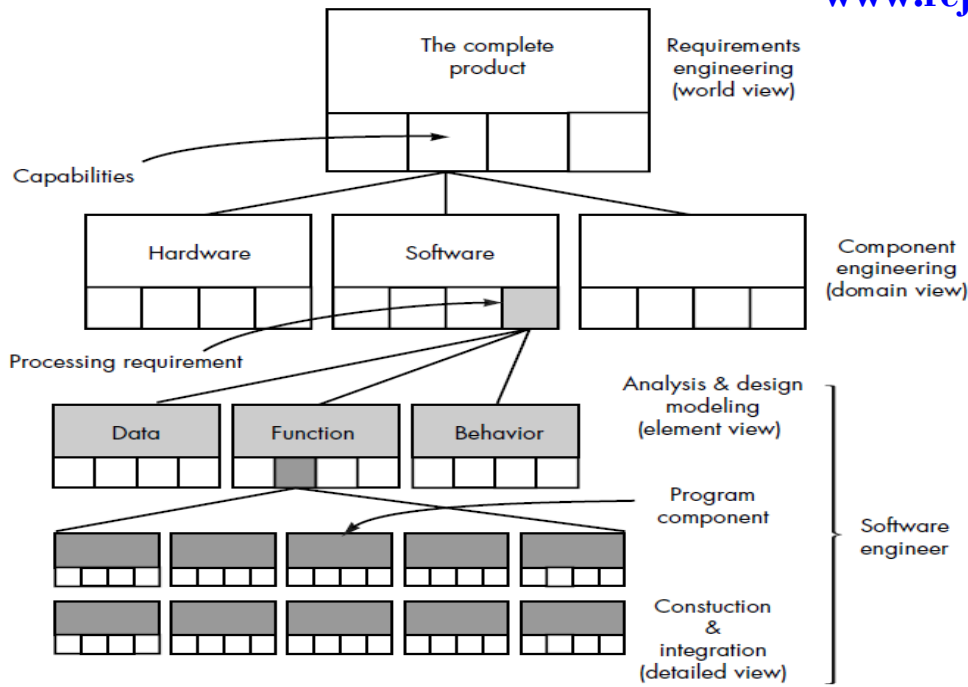 The complete
product
Requirements
engineering
(world view)
Capabilities
Hardware
Software
Component
engineering
(domain view)
Processing requirement
Analysis & design
modeling
(element view)
Data
Function
Behavior
Program
component
Software
engineer
Constuction
&
integration
(detailed view)